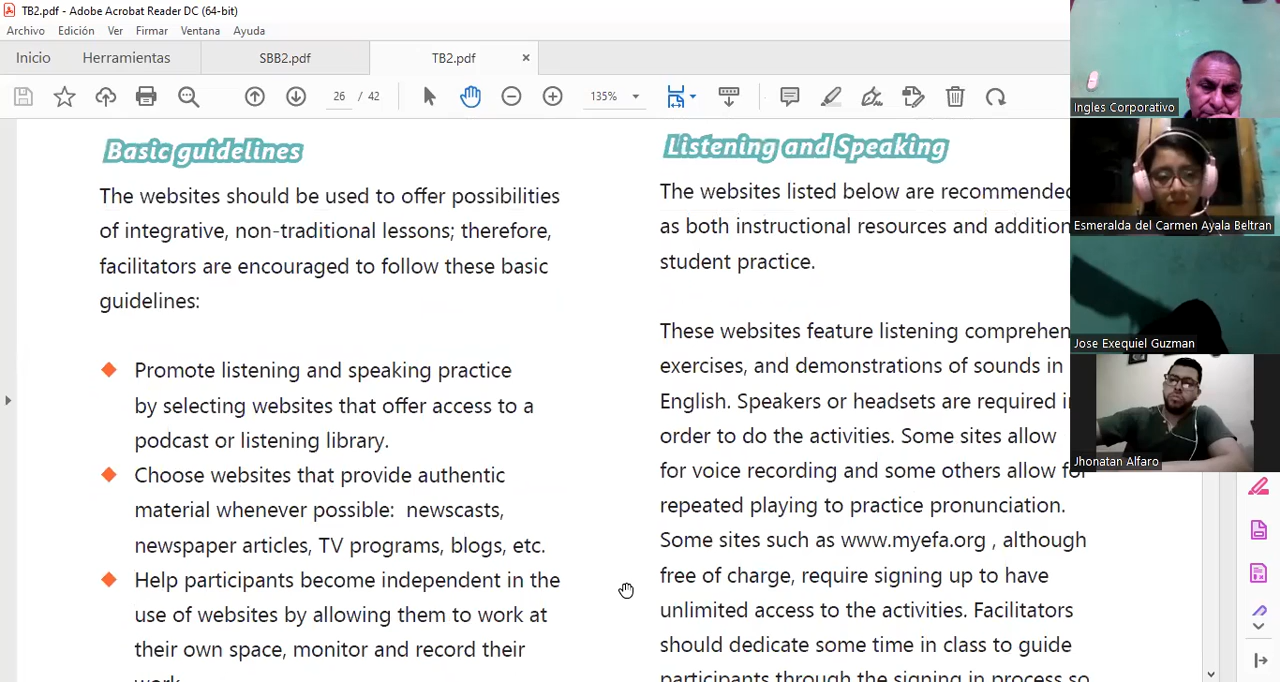 TB2.pdf - Adobe Acrobat Reader DC (64-bit)
Archivo Edición Ver Firmar Ventana Ayuda
Inicio Herramientas SBB2.pdf TB2.pdf ×
26 / 42 135%
Basic guidelines
The websites should be used to offer possibilities
of integrative, non-traditional lessons; therefore,
facilitators are encouraged to follow these basic
guidelines:
Promote listening and speaking practice
by selecting websites that offer access to a
podcast or listening library.
Choose websites that provide authentic
material whenever possible: newscasts,
newspaper articles, TV programs, blogs, etc.
Help participants become independent in the
use of websites by allowing them to work at
their own space, monitor and record their
work
Listening and Speaking
The websites listed below are recommended
as both instructional resources and addition
student practice.
These websites feature listening comprehen
exercises, and demonstrations of sounds in
English. Speakers or headsets are required in
order to do the activities. Some sites allow
for voice recording and some others allow for
repeated playing to practice pronunciation.
Some sites such as www.myefa.org , although
free of charge, require signing up to have
unlimited access to the activities. Facilitators
should dedicate some time in class to guide
participants through the signing in process so
Ingles Corporativo
Esmeralda del Carmen Ayala Beltran
Jose Exequiel Guzman
Jhonatan Alfaro